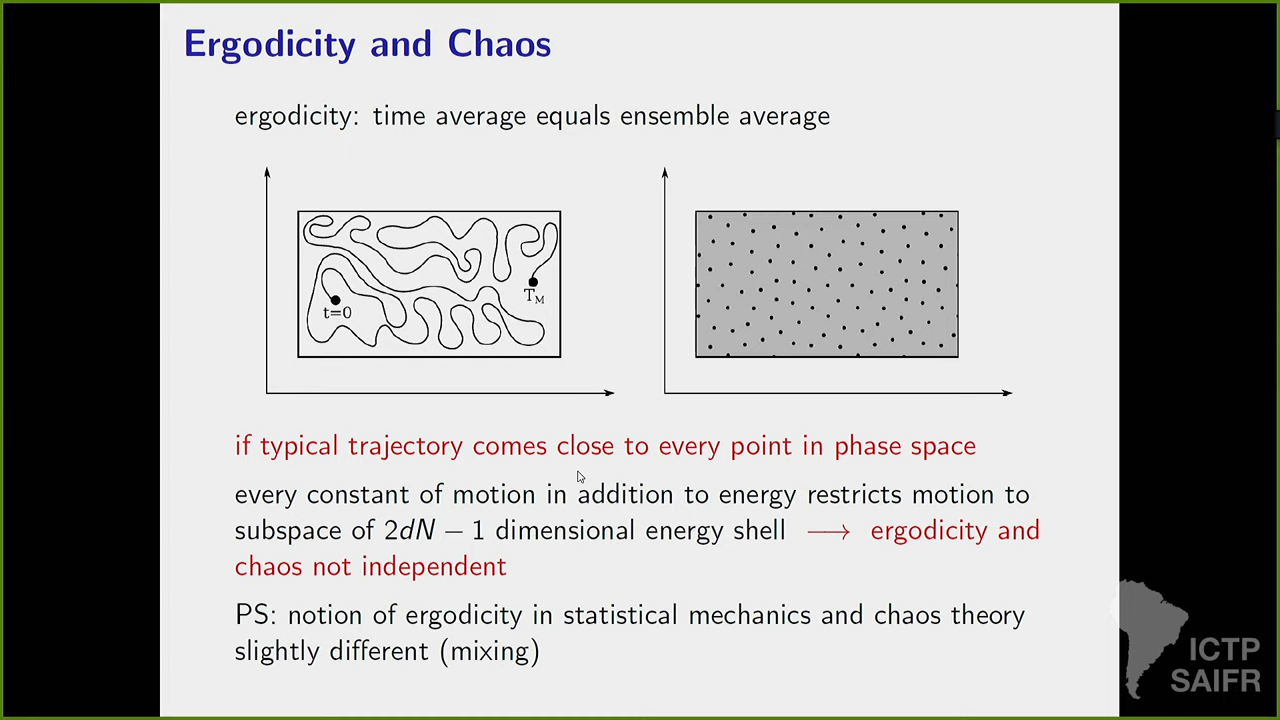 Ergodicity and Chaos
ergodicity: time average equals ensemble average
t=0
T_M
if typical trajectory comes close to every point in phase space
every constant of motion in addition to energy restricts motion to
subspace of 2dN − 1 dimensional energy shell ⟶ ergodicity and
chaos not independent
PS: notion of ergodicity in statistical mechanics and chaos theory
slightly different (mixing)
ICTP
SAIFR